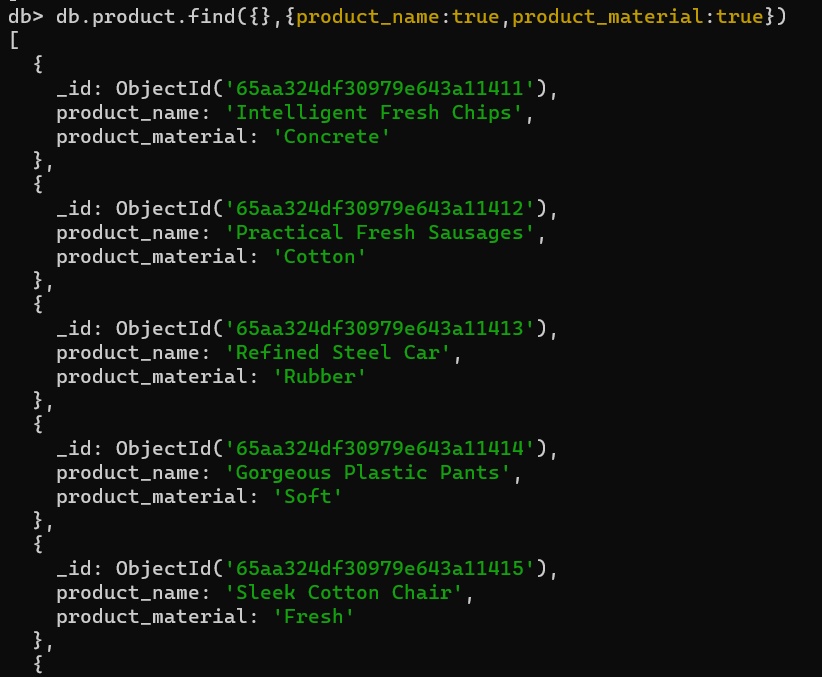 db> db.product.find({},{product_name:true,product_material:true})
[
  {
    _id: ObjectId('65aa324df30979e643a11411'),
    product_name: 'Intelligent Fresh Chips',
    product_material: 'Concrete'
  },
  {
    _id: ObjectId('65aa324df30979e643a11412'),
    product_name: 'Practical Fresh Sausages',
    product_material: 'Cotton'
  },
  {
    _id: ObjectId('65aa324df30979e643a11413'),
    product_name: 'Refined Steel Car',
    product_material: 'Rubber'
  },
  {
    _id: ObjectId('65aa324df30979e643a11414'),
    product_name: 'Gorgeous Plastic Pants',
    product_material: 'Soft'
  },
  {
    _id: ObjectId('65aa324df30979e643a11415'),
    product_name: 'Sleek Cotton Chair',
    product_material: 'Fresh'
  },
  {